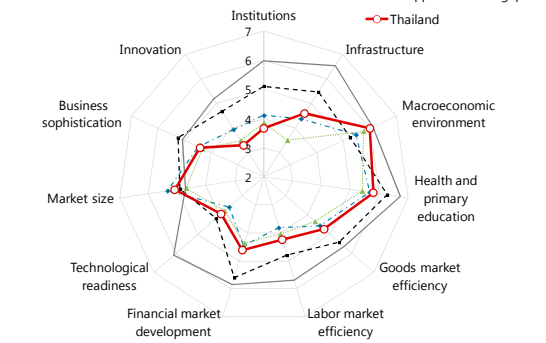 Institutions
Thailand
Innovation
Infrastructure
Business
sophistication
Macroeconomic
environment
Market size
Health and
primary
education
Technological
readiness
Goods market
efficiency
Financial market
development
Labor market
efficiency
7
6
5
4
3
2